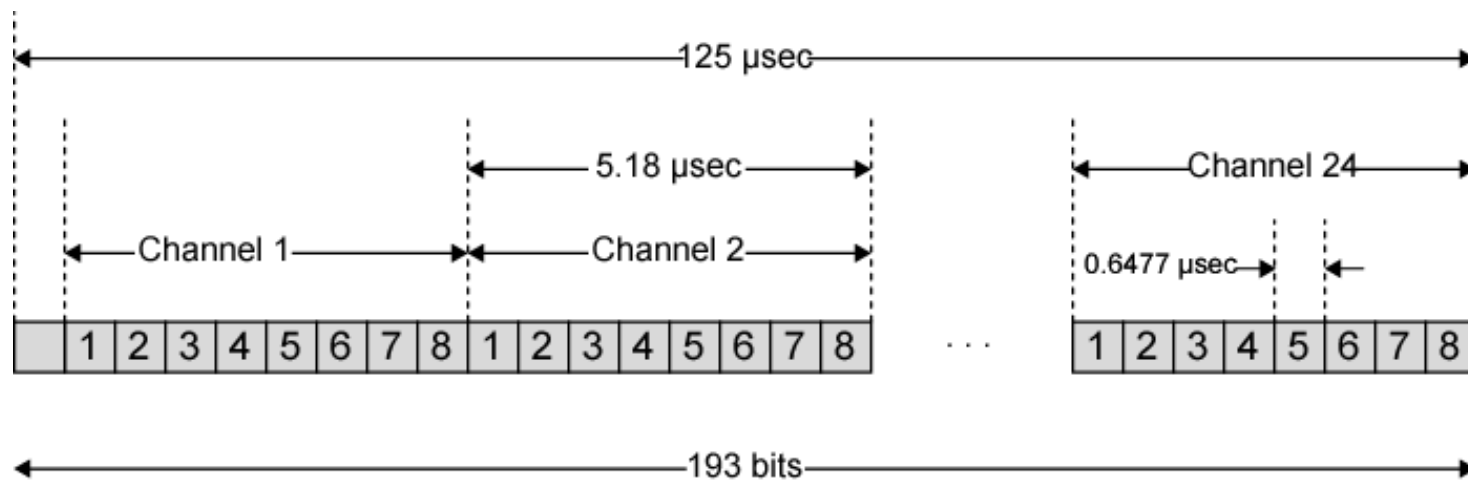 125 μsec
5.18 μsec
Channel 24
Channel 1
Channel 2
0.6477 μsec
1 2 3 4 5 6 7 8 1 2 3 4 5 6 7 8 . . . 1 2 3 4 5 6 7 8
193 bits